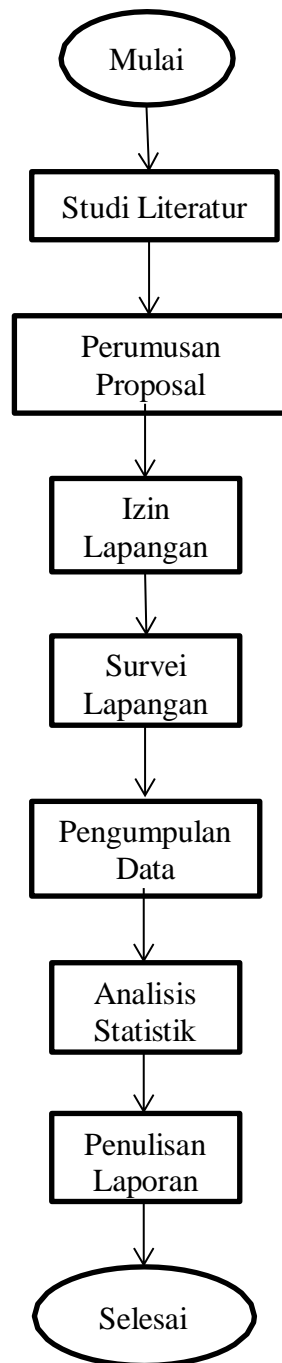 Mulai
Studi Literatur
Perumusan
Proposal
Izin
Lapangan
Survei
Lapangan
Pengumpulan
Data
Analisis
Statistik
Penulisan
Laporan
Selesai